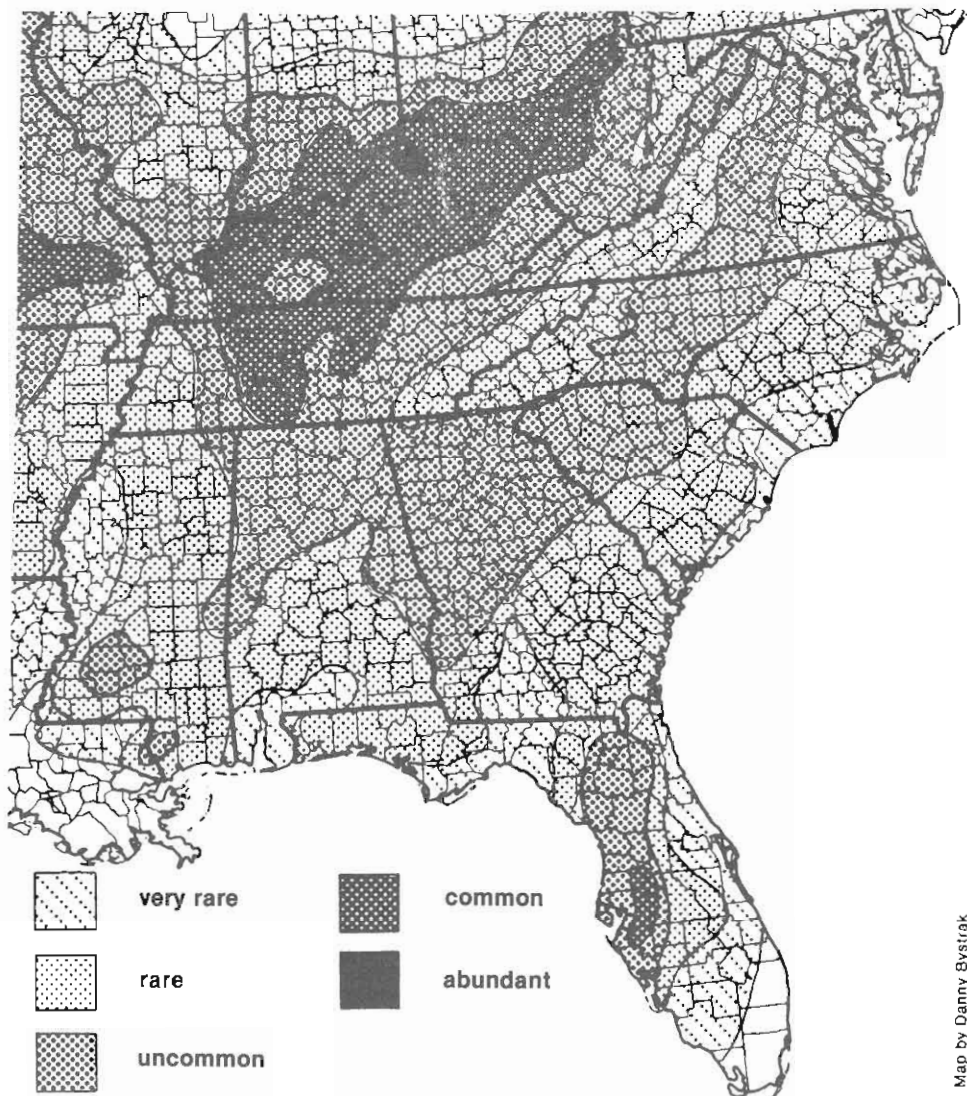 very rare
rare
uncommon
common
abundant
Map by Danny Bystrak